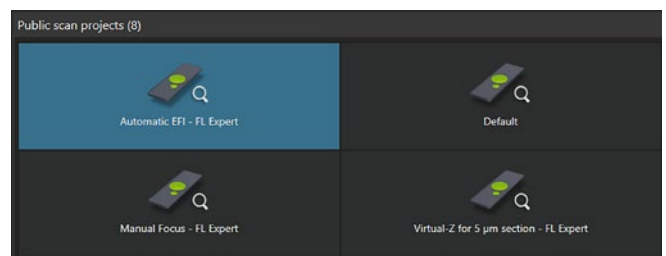 Public scan projects (8)
Automatic EFI - FL Expert
Default
Manual Focus - FL Expert
Virtual-Z for 5 µm section - FL Expert